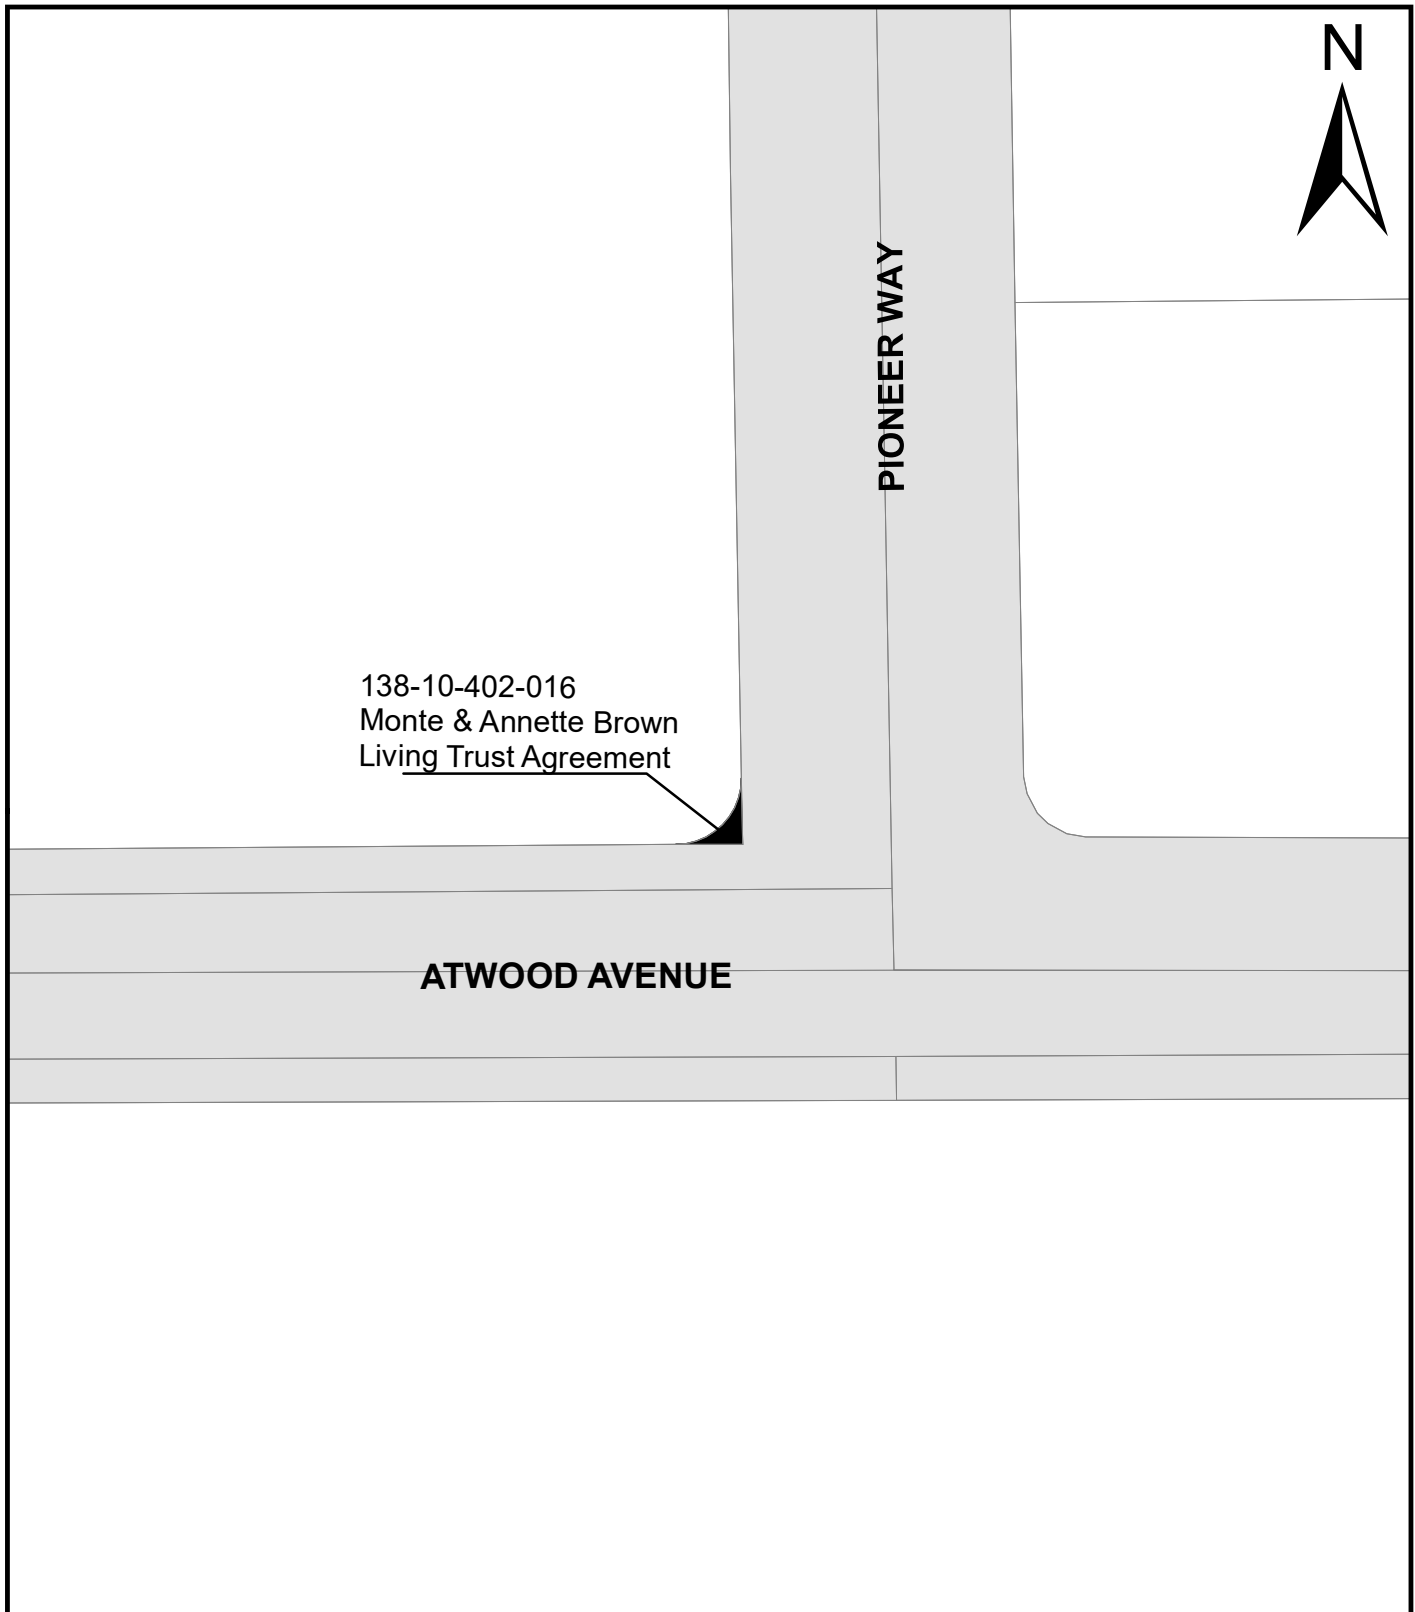 N
PIONEER WAY
138-10-402-016
Monte & Annette Brown
Living Trust Agreement
ATWOOD AVENUE